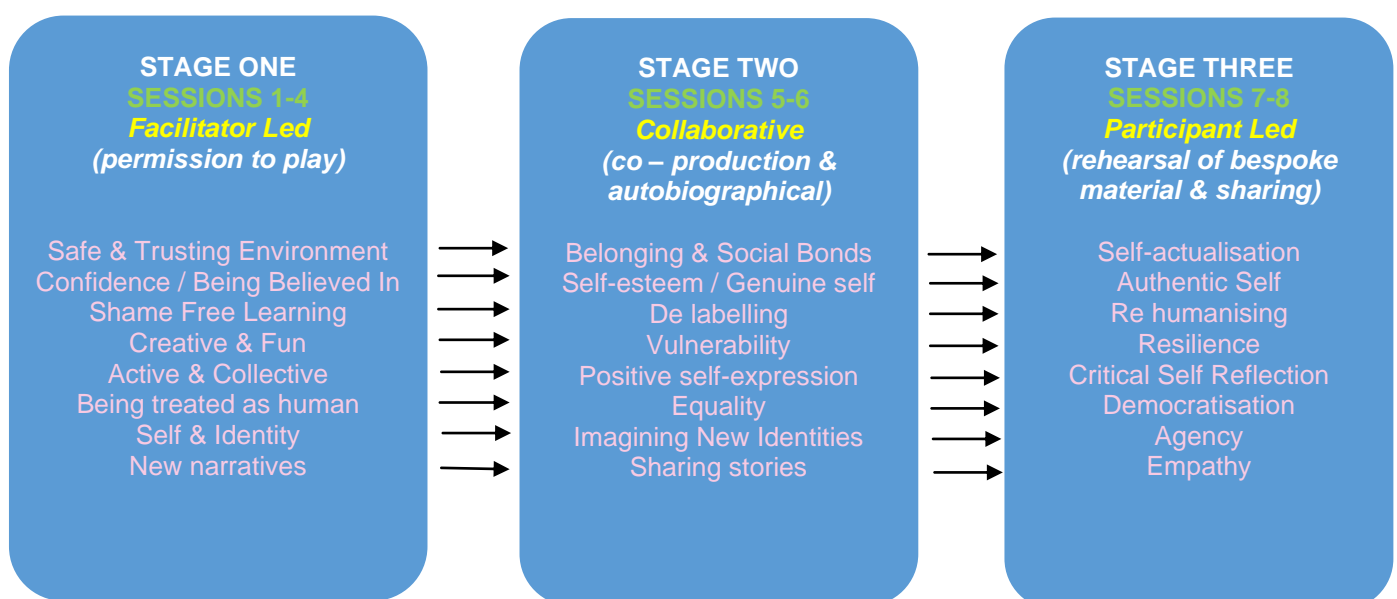 STAGE ONE
SESSIONS 1-4
Facilitator Led
(permission to play)
Safe & Trusting Environment
Confidence / Being Believed In
Shame Free Learning
Creative & Fun
Active & Collective
Being treated as human
Self & Identity
New narratives
STAGE TWO
SESSIONS 5-6
Collaborative
(co – production &
autobiographical)
Belonging & Social Bonds
Self-esteem / Genuine self
De labelling
Vulnerability
Positive self-expression
Equality
Imagining New Identities
Sharing stories
STAGE THREE
SESSIONS 7-8
Participant Led
(rehearsal of bespoke
material & sharing)
Self-actualisation
Authentic Self
Re humanising
Resilience
Critical Self Reflection
Democratisation
Agency
Empathy